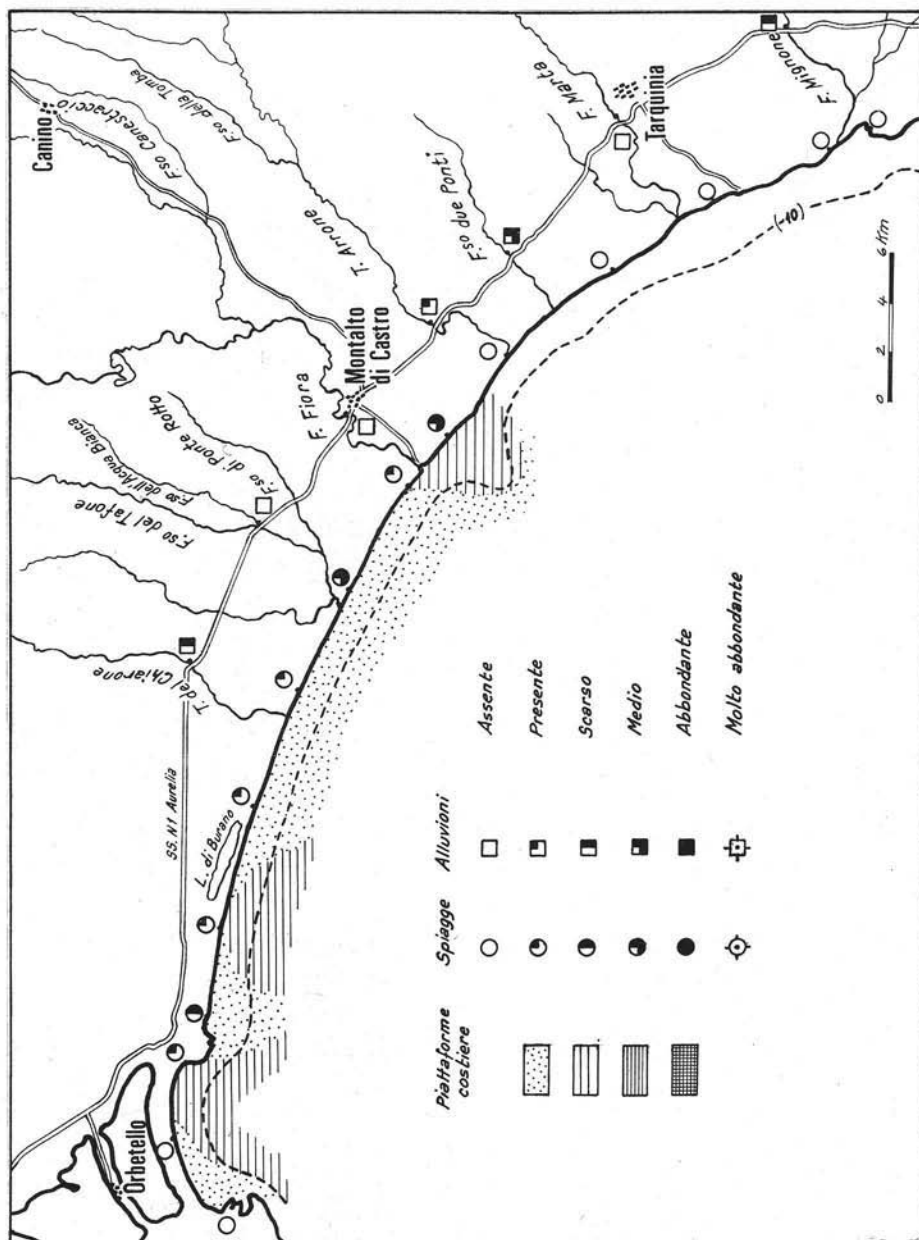 Canino
F.so Canestraccio
F.so della Tomba
T. Arrone
F.so due Ponti
F. Marta
Tarquinia
F. Mignone
Montalto
di Castro
F. Fiora
F.so di Ponte Rotto
F.so dell'Acqua Bianca
F.so del Tafone
T. del Chiarone
SS. N1 Aurelia
L. di Burano
Orbetello
(-10)
0 2 4 6 Km
Piattaforme
costiere
Spiagge
Alluvioni
Assente
Presente
Scarso
Medio
Abbondante
Molto abbondante